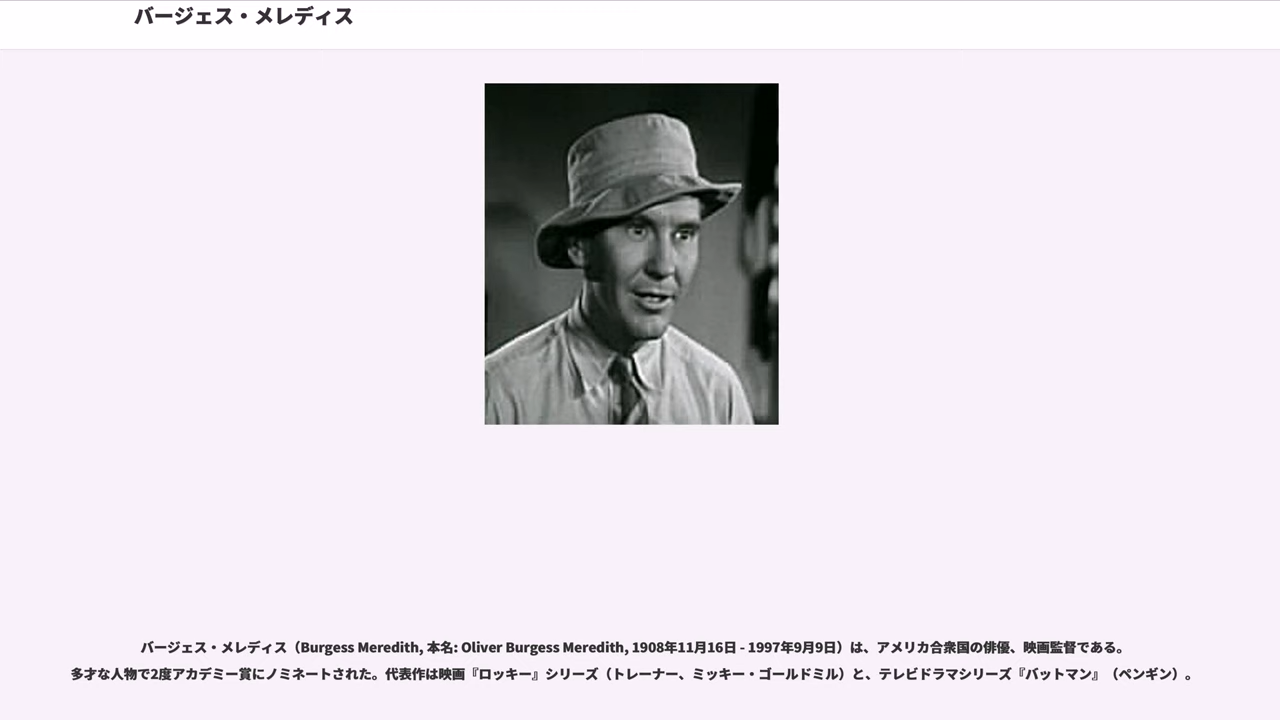 バージェス・メレディス
バージェス・メレディス（Burgess Meredith, 本名: Oliver Burgess Meredith, 1908年11月16日 - 1997年9月9日）は、アメリカ合衆国の俳優、映画監督である。
多才な人物で2度アカデミー賞にノミネートされた。代表作は映画『ロッキー』シリーズ（トレーナー、ミッキー・ゴールドミル）と、テレビドラマシリーズ『バットマン』（ペンギン）。